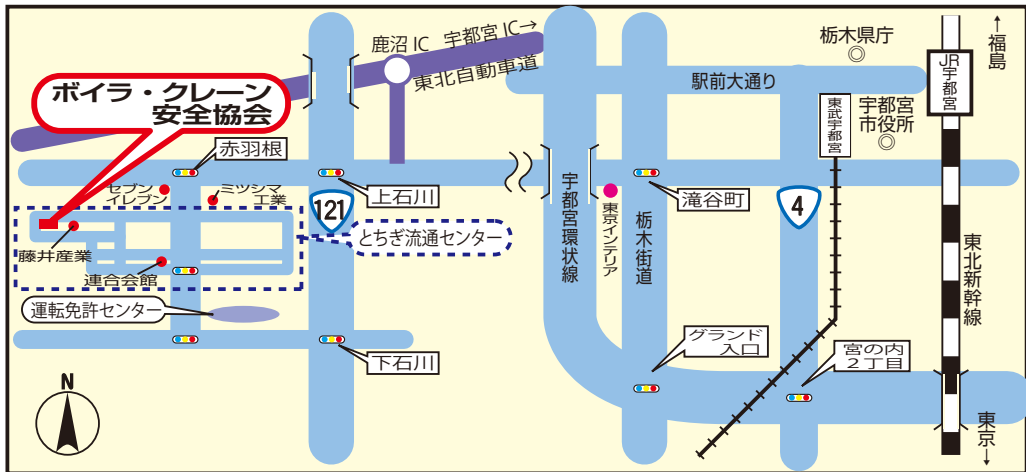 鹿沼IC 宇都宮IC→
東北自動車道
ボイラ・クレーン
安全協会
赤羽根
上石川
セブン
イレブン
ミツシマ
工業
121
藤井産業
連合会館
とちぎ流通センター
運転免許センター
下石川
N
宇都宮環状線
東京インテリア
栃木街道
滝谷町
駅前大通り
栃木県庁
宇都宮
市役所
東武宇都宮
4
グランド
入口
宮の内
2丁目
←福島
JR
宇都宮
東北新幹線
東京→